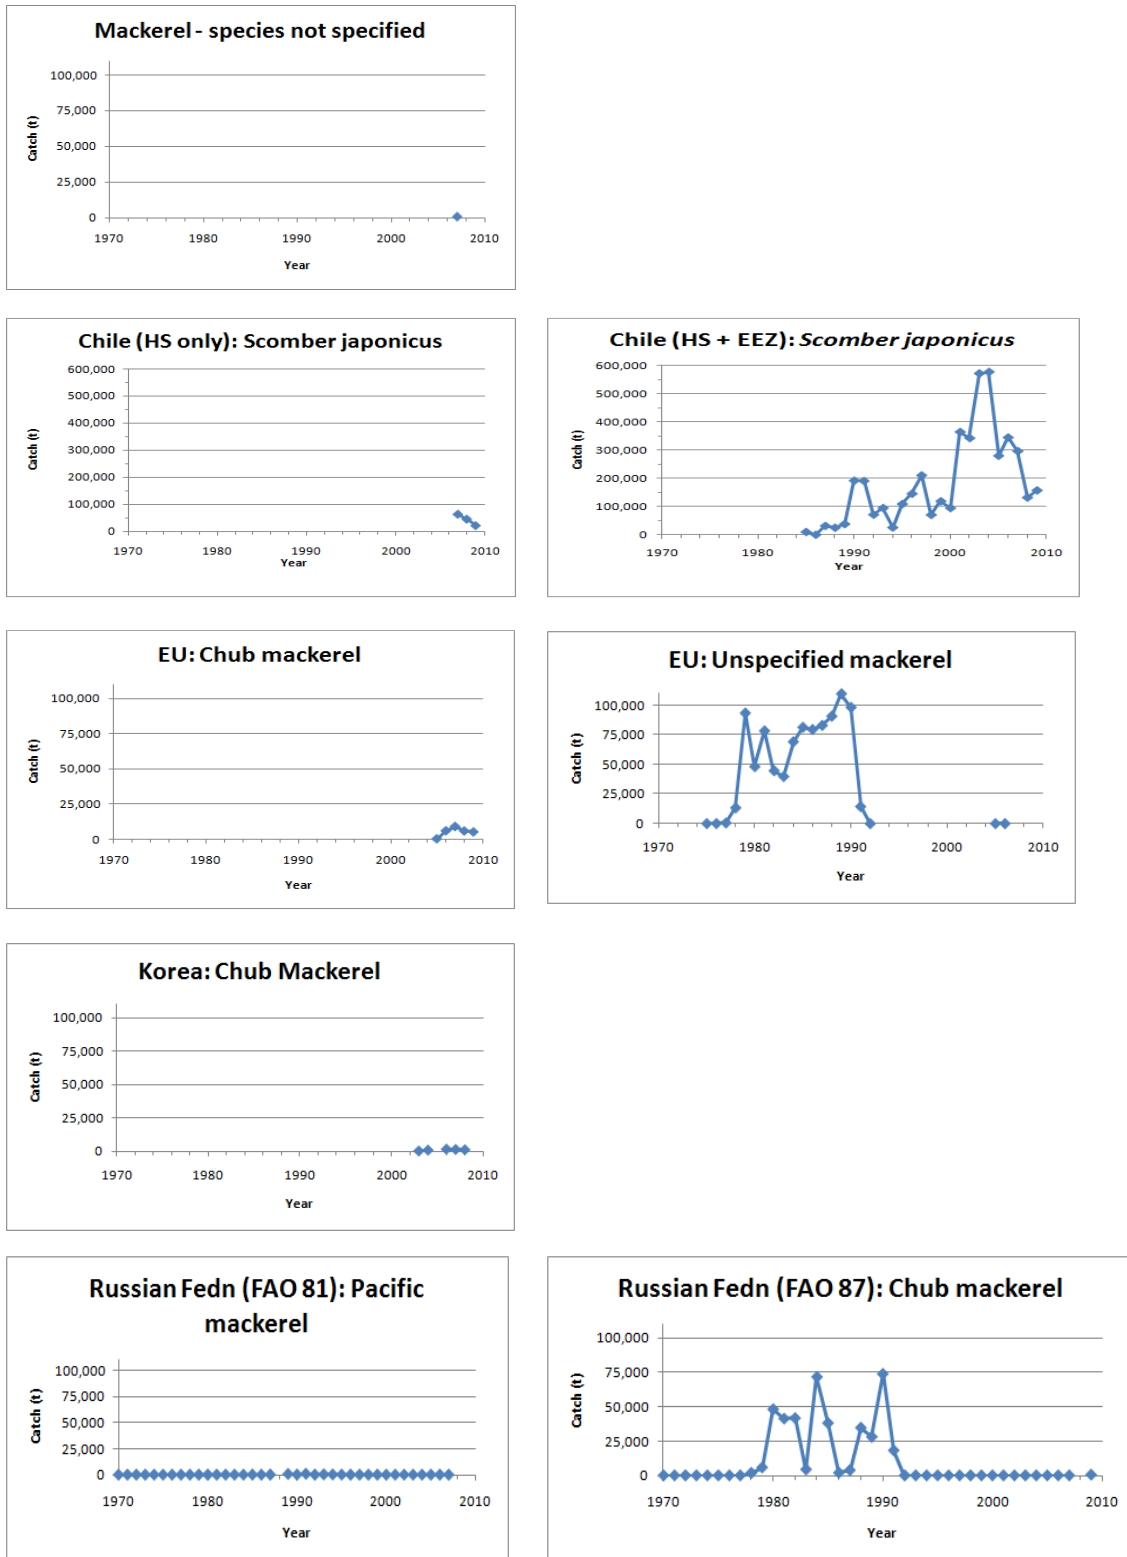 Mackerel - species not specified
100,000
75,000
50,000
25,000
0
Catch (t)
1970 1980 1990 2000 2010
Year
Chile (HS only): Scomber japonicus
600,000
500,000
400,000
300,000
200,000
100,000
0
Catch (t)
1970 1980 1990 2000 2010
Year
Chile (HS + EEZ): Scomber japonicus
600,000
500,000
400,000
300,000
200,000
100,000
0
Catch (t)
1970 1980 1990 2000 2010
Year
EU: Chub mackerel
100,000
75,000
50,000
25,000
0
Catch (t)
1970 1980 1990 2000 2010
Year
EU: Unspecified mackerel
100,000
75,000
50,000
25,000
0
Catch (t)
1970 1980 1990 2000 2010
Year
Korea: Chub Mackerel
100,000
75,000
50,000
25,000
0
Catch (t)
1970 1980 1990 2000 2010
Year
Russian Fedn (FAO 81): Pacific
mackerel
100,000
75,000
50,000
25,000
0
Catch (t)
1970 1980 1990 2000 2010
Year
Russian Fedn (FAO 87): Chub mackerel
100,000
75,000
50,000
25,000
0
Catch (t)
1970 1980 1990 2000 2010
Year